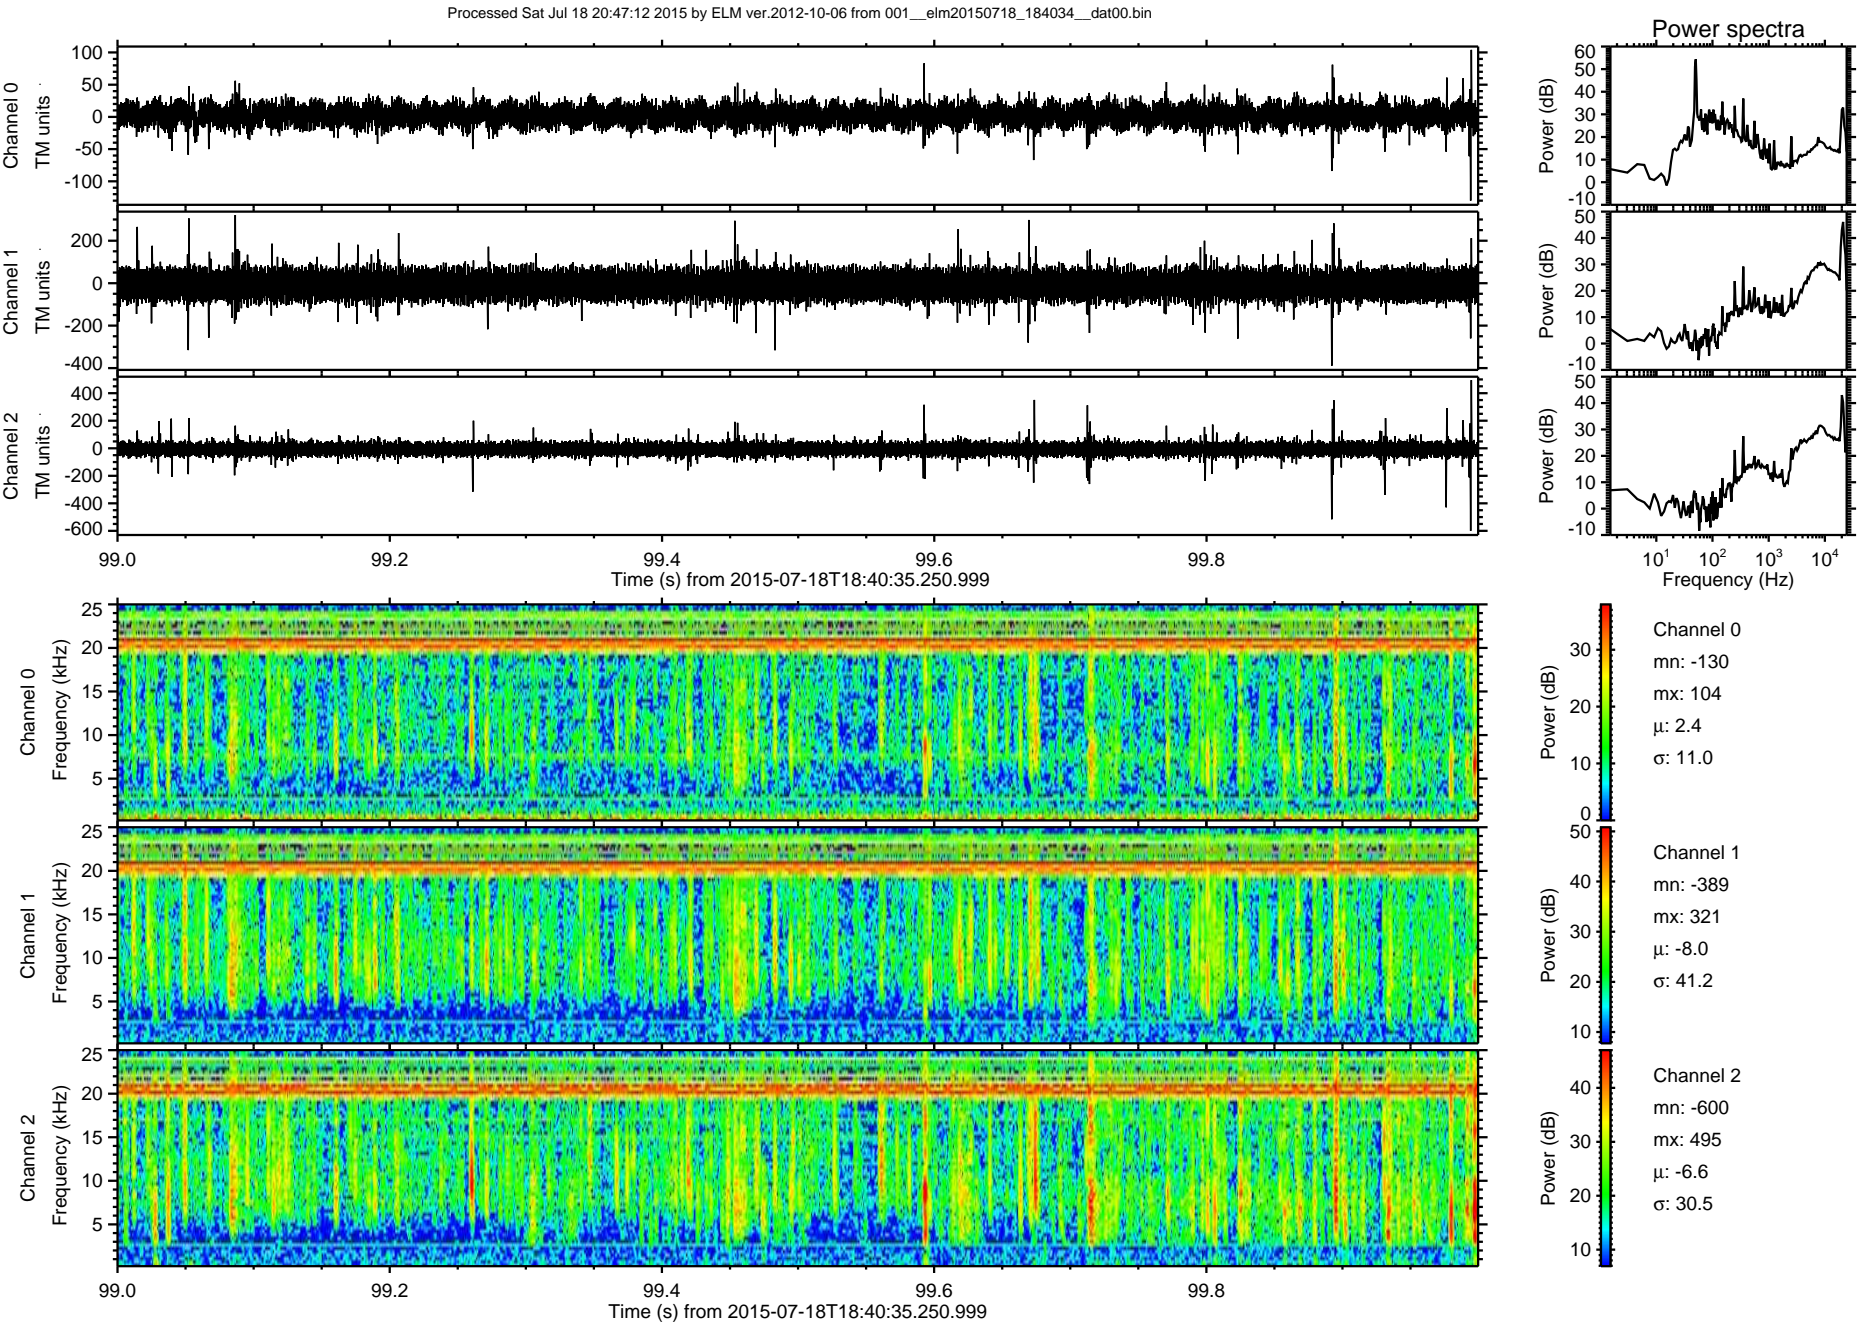 Processed Sat Jul 18 20:47:12 2015 by ELM ver.2012-10-06 from 001__elm20150718_184034__dat00.bin
Power spectra
Channel 0
TM units
100
50
0
-50
-100
Power (dB)
60
50
40
30
20
10
0
-10
Channel 1
TM units
200
0
-200
-400
Power (dB)
50
40
30
20
10
0
-10
Channel 2
TM units
400
200
0
-200
-400
-600
Power (dB)
50
40
30
20
10
0
-10
99.0 99.2 99.4 99.6 99.8
Time (s) from 2015-07-18T18:40:35.250.999
10^1 10^2 10^3 10^4
Frequency (Hz)
Channel 0
Frequency (kHz)
25
20
15
10
5
Power (dB)
30
20
10
0
Channel 0
mn: -130
mx: 104
μ: 2.4
σ: 11.0
Channel 1
Frequency (kHz)
25
20
15
10
5
Power (dB)
50
40
30
20
10
Channel 1
mn: -389
mx: 321
μ: -8.0
σ: 41.2
Channel 2
Frequency (kHz)
25
20
15
10
5
Power (dB)
40
30
20
10
Channel 2
mn: -600
mx: 495
μ: -6.6
σ: 30.5
99.0 99.2 99.4 99.6 99.8
Time (s) from 2015-07-18T18:40:35.250.999